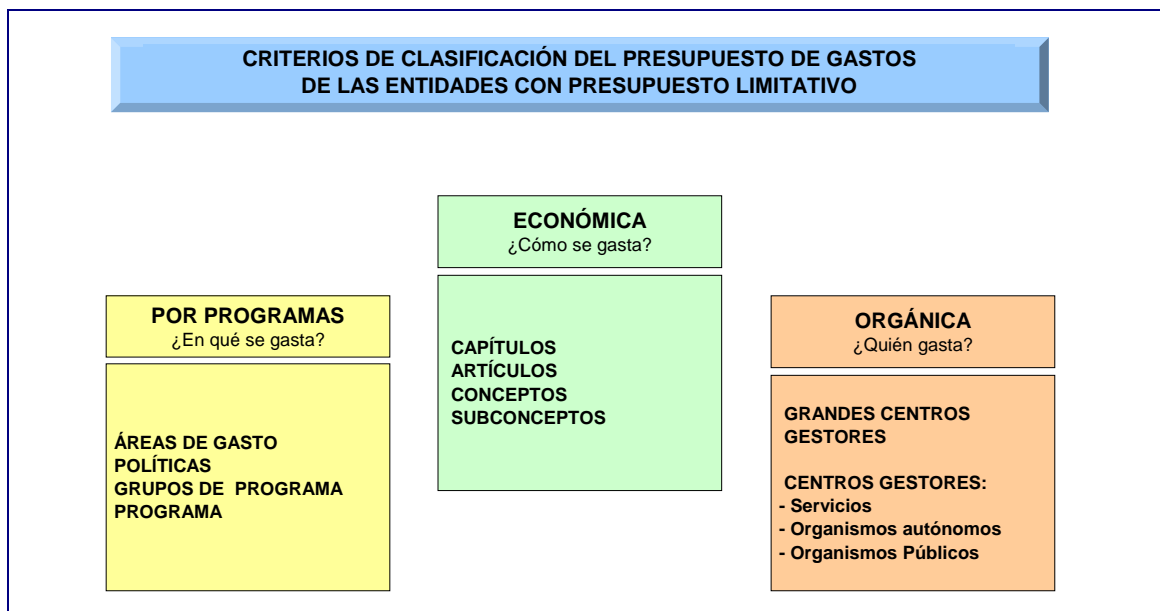 CRITERIOS DE CLASIFICACIÓN DEL PRESUPUESTO DE GASTOS
DE LAS ENTIDADES CON PRESUPUESTO LIMITATIVO
POR PROGRAMAS
¿En qué se gasta?
ÁREAS DE GASTO
POLÍTICAS
GRUPOS DE PROGRAMA
PROGRAMA
ECONÓMICA
¿Cómo se gasta?
CAPÍTULOS
ARTÍCULOS
CONCEPTOS
SUBCONCEPTOS
ORGÁNICA
¿Quién gasta?
GRANDES CENTROS
GESTORES
CENTROS GESTORES:
- Servicios
- Organismos autónomos
- Organismos Públicos